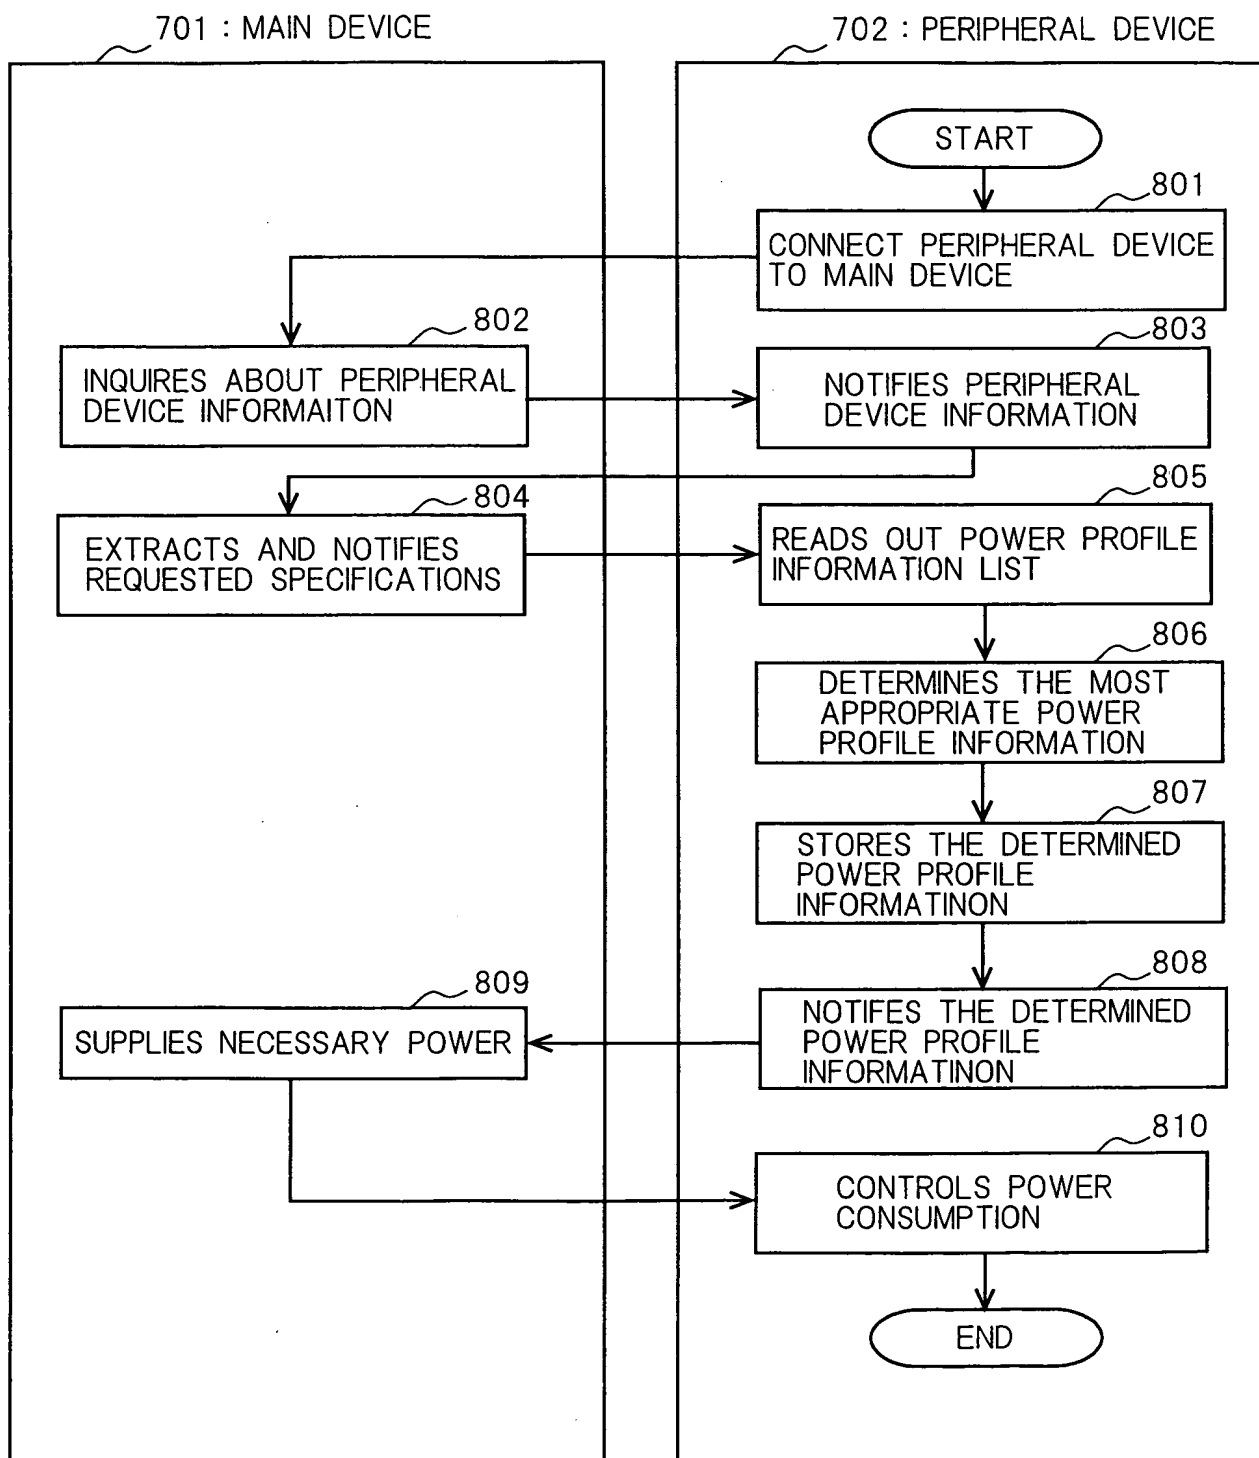 701 : MAIN DEVICE
702 : PERIPHERAL DEVICE
START
801
CONNECT PERIPHERAL DEVICE
TO MAIN DEVICE
802
INQUIRES ABOUT PERIPHERAL
DEVICE INFORMAITON
803
NOTIFIES PERIPHERAL
DEVICE INFORMATION
804
EXTRACTS AND NOTIFIES
REQUESTED SPECIFICATIONS
805
READS OUT POWER PROFILE
INFORMATION LIST
806
DETERMINES THE MOST
APPROPRIATE POWER
PROFILE INFORMATION
807
STORES THE DETERMINED
POWER PROFILE
INFORMATINON
808
NOTIFES THE DETERMINED
POWER PROFILE
INFORMATINON
809
SUPPLIES NECESSARY POWER
810
CONTROLS POWER
CONSUMPTION
END